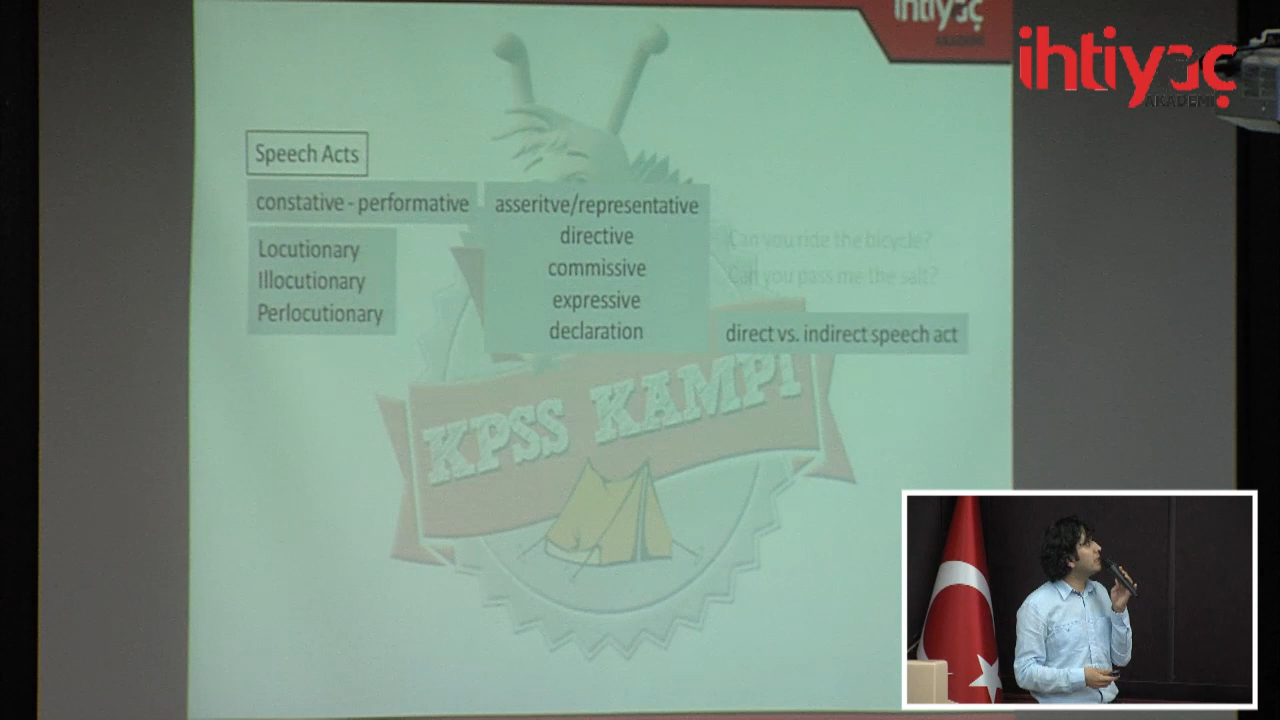 ihtiyaç
AKADEMİ
ihtiyaç
AKADEMİ
Speech Acts
constative - performative
Locutionary
Illocutionary
Perlocutionary
asseritve/representative
directive
commissive
expressive
declaration
Can you ride the bicycle?
Can you pass me the salt?
direct vs. indirect speech act
KPSS KAMPI